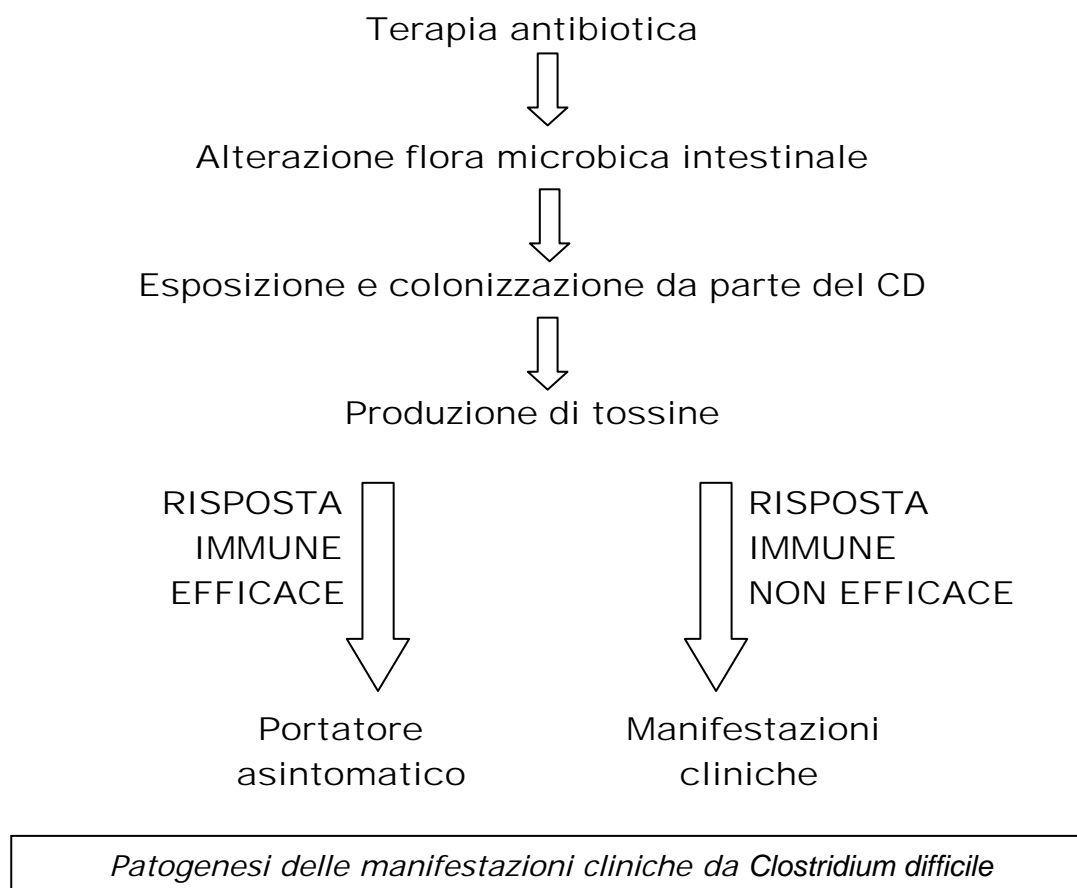 Terapia antibiotica
Alterazione flora microbica intestinale
Esposizione e colonizzazione da parte del CD
Produzione di tossine
RISPOSTA
IMMUNE
EFFICACE
RISPOSTA
IMMUNE
NON EFFICACE
Portatore
asintomatico
Manifestazioni
cliniche
Patogenesi delle manifestazioni cliniche da Clostridium difficile